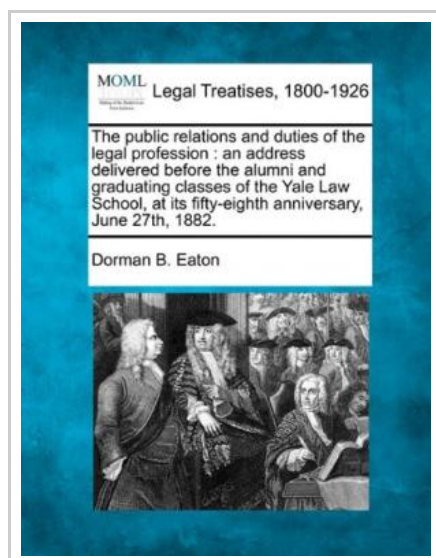 MOML
Legal Treatises, 1800-1926
The public relations and duties of the
legal profession : an address
delivered before the alumni and
graduating classes of the Yale Law
School, at its fifty-eighth anniversary,
June 27th, 1882.
Dorman B. Eaton